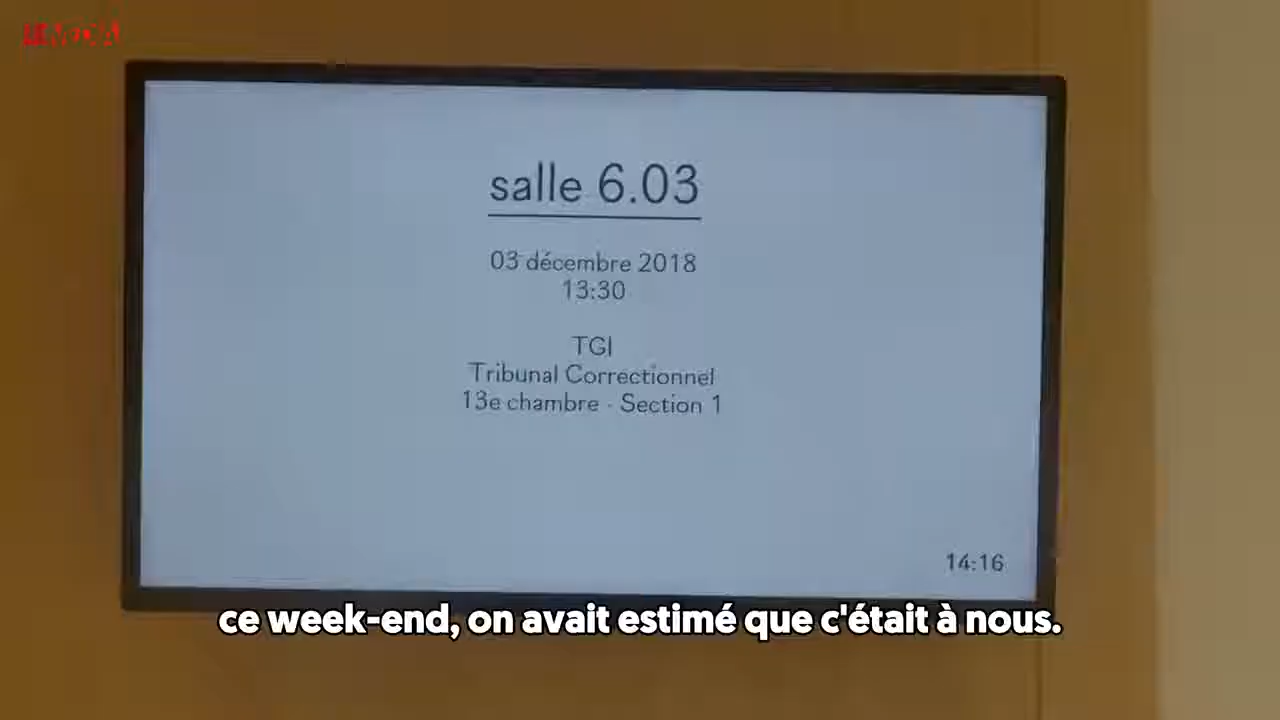 salle 6.03
03 décembre 2018
13:30
TGI
Tribunal Correctionnel
13e chambre - Section 1
14:16
ce week-end, on avait estimé que c'était à nous.